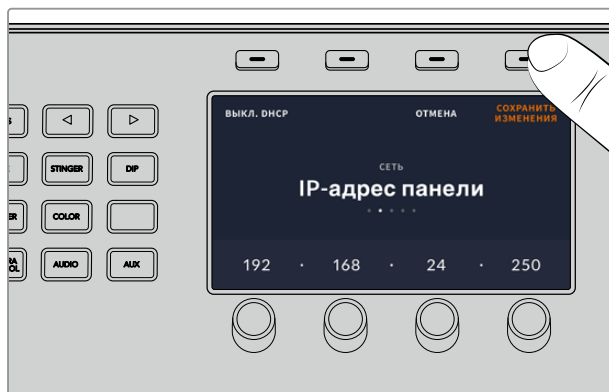 ВЫКЛ. DHCP
ОТМЕНА
СОХРАНИТЬ
ИЗМЕНЕНИЯ
СЕТЬ
IP-адрес панели
192 · 168 · 24 · 250
STINGER
DIP
COLOR
AUDIO
AUX